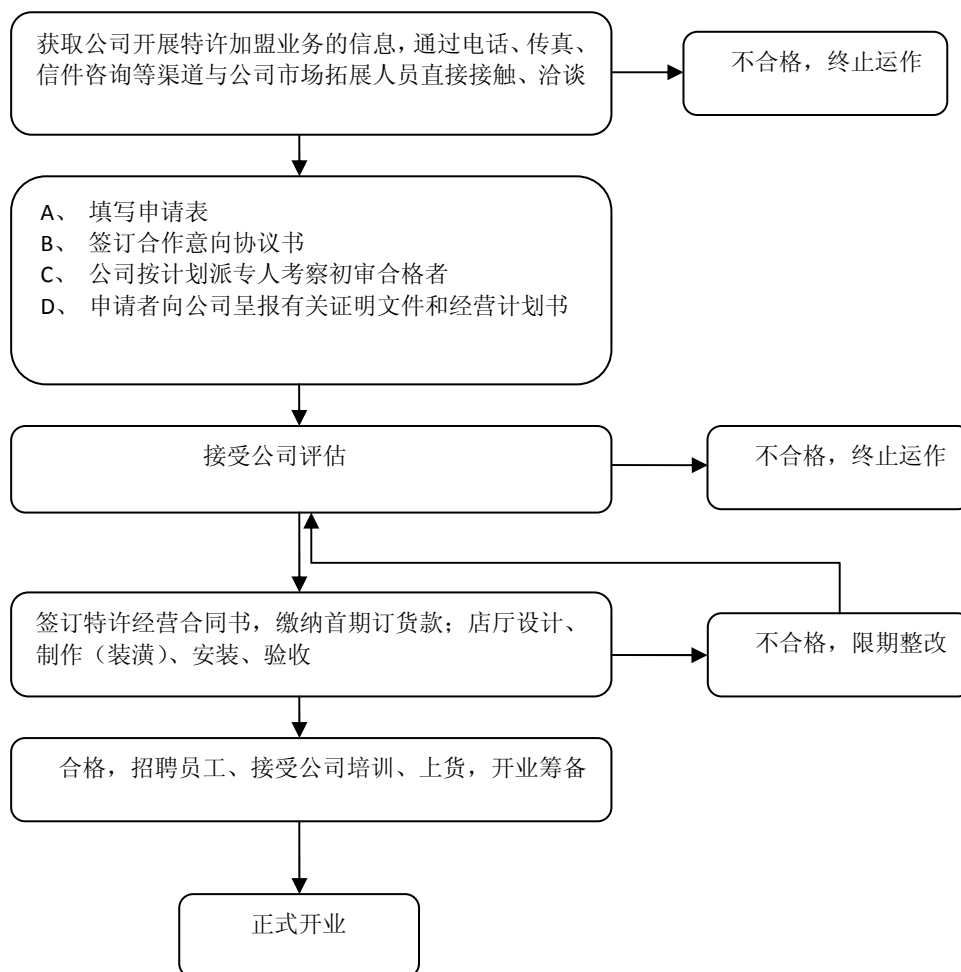 获取公司开展特许加盟业务的信息，通过电话、传真、
信件咨询等渠道与公司市场拓展人员直接接触、洽谈
不合格，终止运作
A、 填写申请表
B、 签订合作意向协议书
C、 公司按计划派专人考察初审合格者
D、 申请者向公司呈报有关证明文件和经营计划书
接受公司评估
不合格，终止运作
签订特许经营合同书，缴纳首期订货款；店厅设计、
制作（装潢）、安装、验收
不合格，限期整改
合格，招聘员工、接受公司培训、上货，开业筹备
正式开业